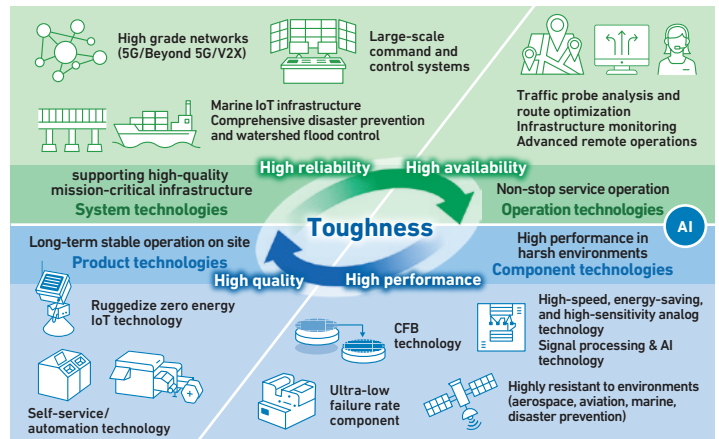 High grade networks
(5G/Beyond 5G/V2X)
Large-scale
command and
control systems
Marine IoT infrastructure
Comprehensive disaster prevention
and watershed flood control
Traffic probe analysis and
route optimization
Infrastructure monitoring
Advanced remote operations
supporting high-quality
mission-critical infrastructure
System technologies
High reliability
High availability
Non-stop service operation
Operation technologies
Toughness
AI
Long-term stable operation on site
Product technologies
High quality
High performance
High performance in
harsh environments
Component technologies
Ruggedize zero energy
IoT technology
Self-service/
automation technology
CFB
technology
High-speed, energy-saving,
and high-sensitivity analog
technology
Signal processing & AI
technology
Ultra-low
failure rate
component
Highly resistant to environments
(aerospace, aviation, marine,
disaster prevention)